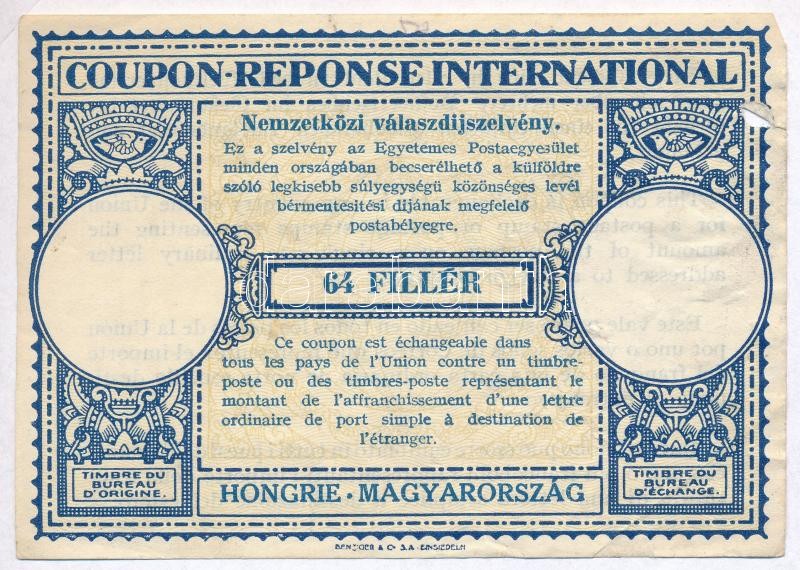 COUPON-REPONSE INTERNATIONAL
Nemzetközi válaszdijszelvény.
Ez a szelvény az Egyetemes Postaegyesület
minden országában becserélhető a külföldre
szóló legkisebb súlyegységű közönséges levél
bérmentesitési dijának megfelelő
postabélyegre.
64 FILLÉR
Ce coupon est échangeable dans
tous les pays de l'Union contre un timbre-
poste ou des timbres-poste représentant le
montant de l'affranchissement d'une lettre
ordinaire de port simple à destination de
l'étranger.
TIMBRE DU
BUREAU
D'ORIGINE.
TIMBRE DU
BUREAU
D'ÉCHANGE.
HONGRIE · MAGYARORSZÁG
BENZIGER & Co S.A. EINSIEDELN